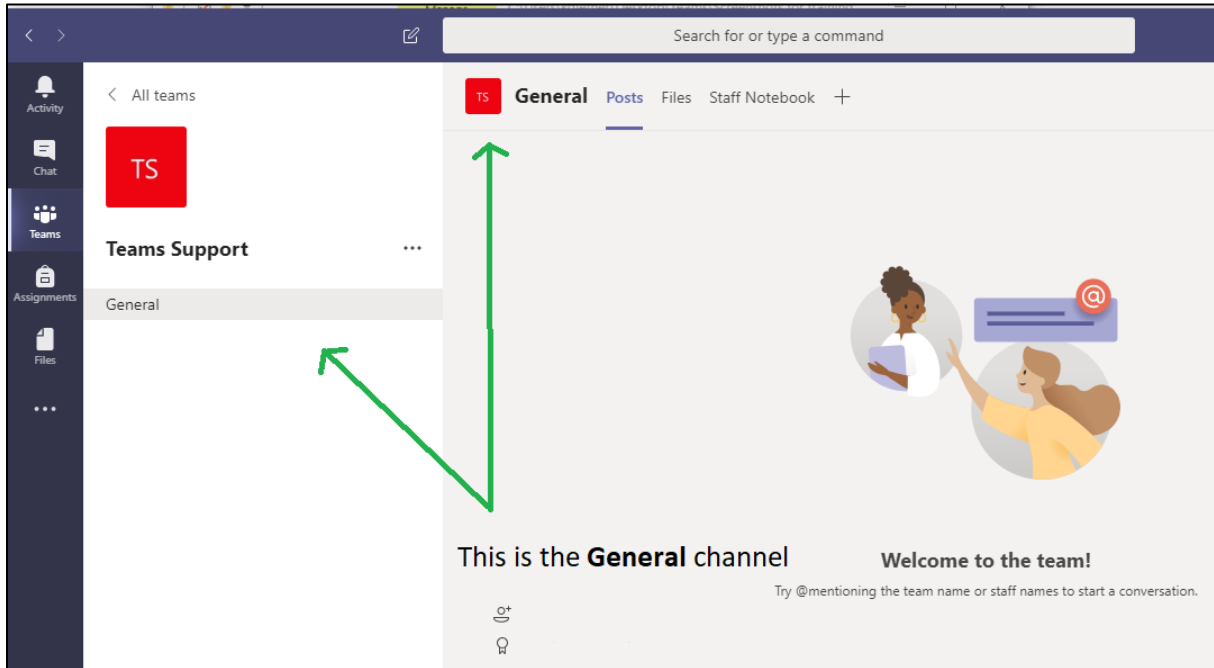 Search for or type a command
Activity
Chat
Teams
Assignments
Files
All teams
TS
Teams Support
General
TS General Posts Files Staff Notebook
@
This is the General channel
Welcome to the team!
Try @mentioning the team name or staff names to start a conversation.